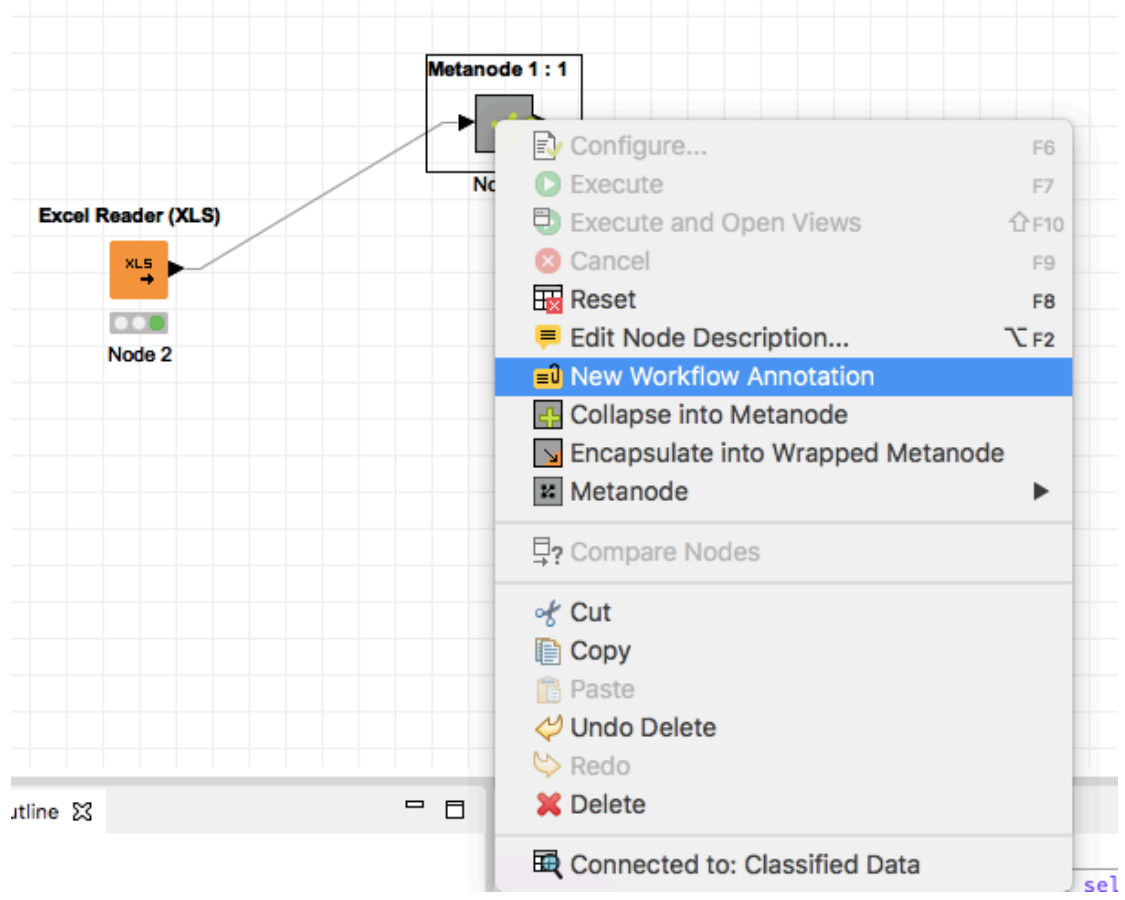 Metanode 1 : 1
Excel Reader (XLS)
XLS
Node 2
Configure... F6
Execute F7
Execute and Open Views ⇧F10
Cancel F9
Reset F8
Edit Node Description... ⌥F2
New Workflow Annotation
Collapse into Metanode
Encapsulate into Wrapped Metanode
Metanode
Compare Nodes
Cut
Copy
Paste
Undo Delete
Redo
Delete
Connected to: Classified Data
utline
sel